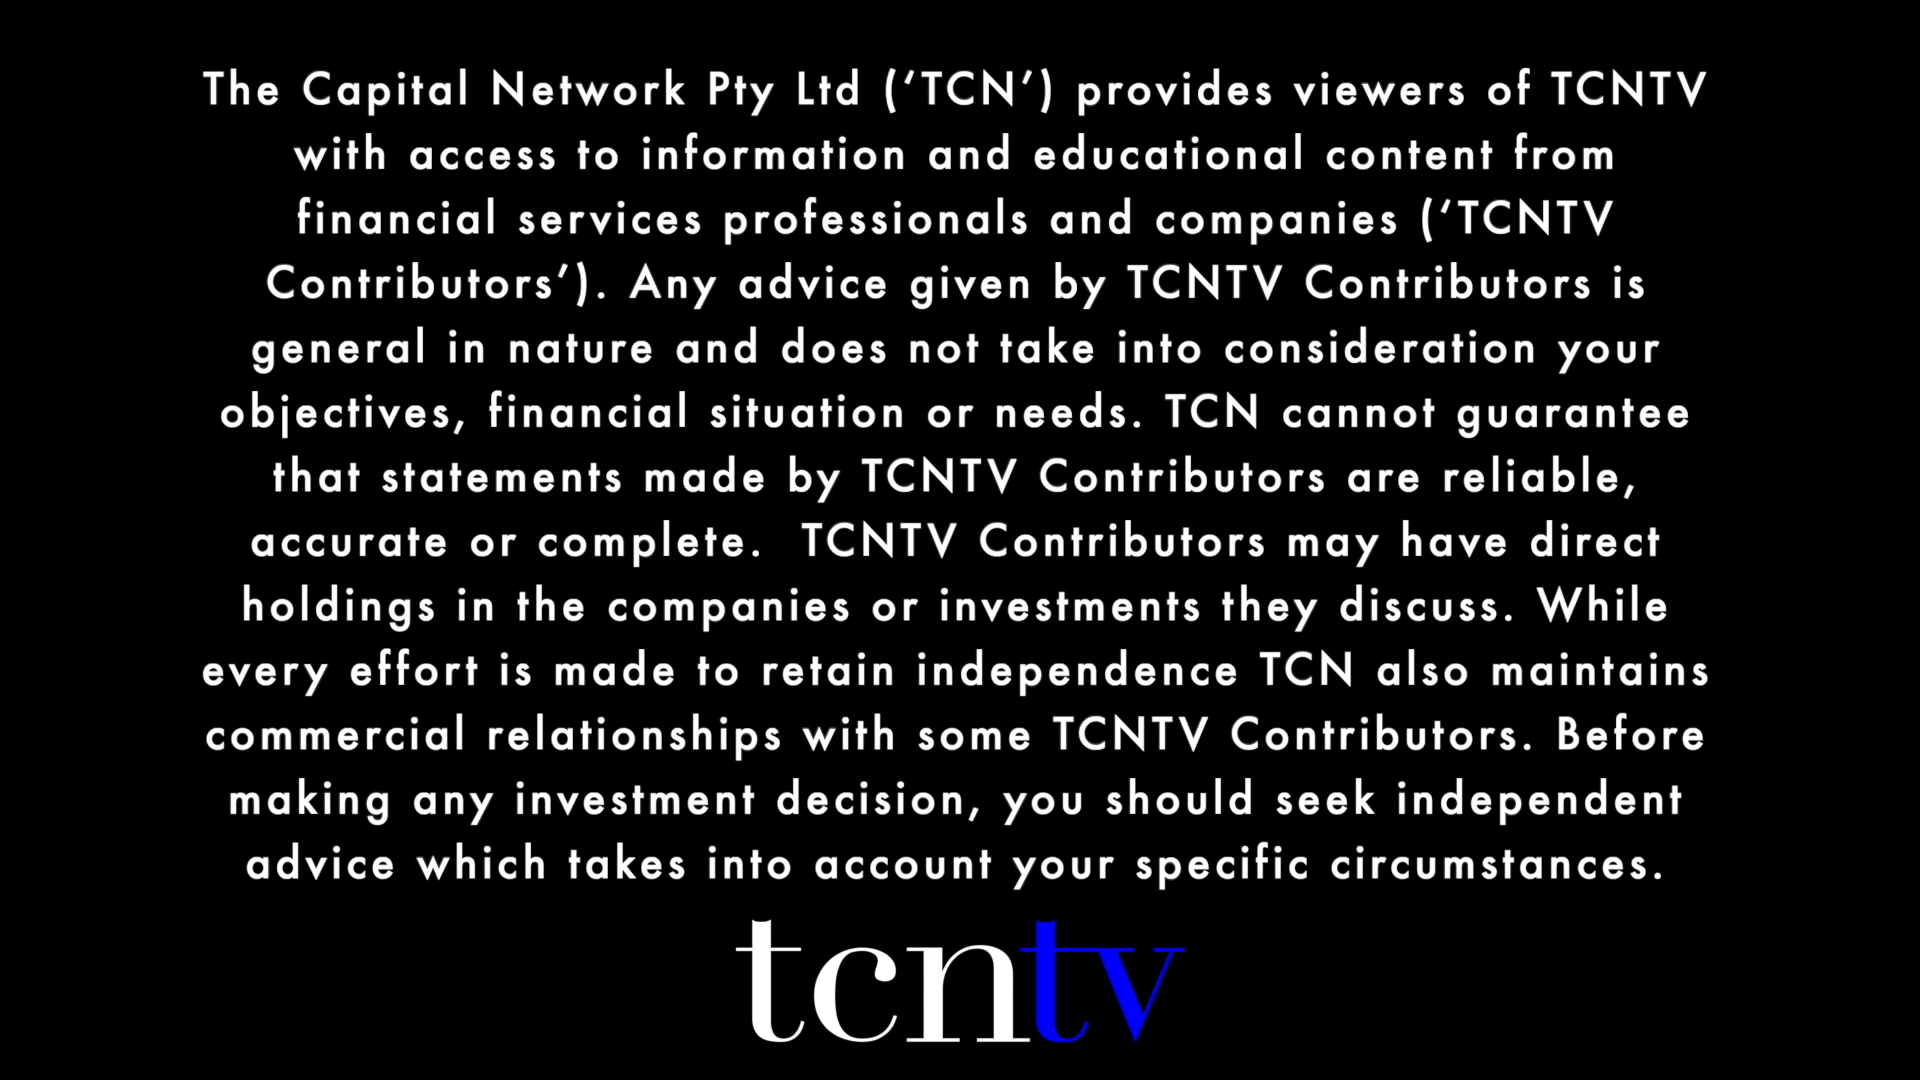 The Capital Network Pty Ltd (‘TCN’) provides viewers of TCNTV
with access to information and educational content from
financial services professionals and companies (‘TCNTV
Contributors’). Any advice given by TCNTV Contributors is
general in nature and does not take into consideration your
objectives, financial situation or needs. TCN cannot guarantee
that statements made by TCNTV Contributors are reliable,
accurate or complete.  TCNTV Contributors may have direct
holdings in the companies or investments they discuss. While
every effort is made to retain independence TCN also maintains
commercial relationships with some TCNTV Contributors. Before
making any investment decision, you should seek independent
advice which takes into account your specific circumstances.
tcntv